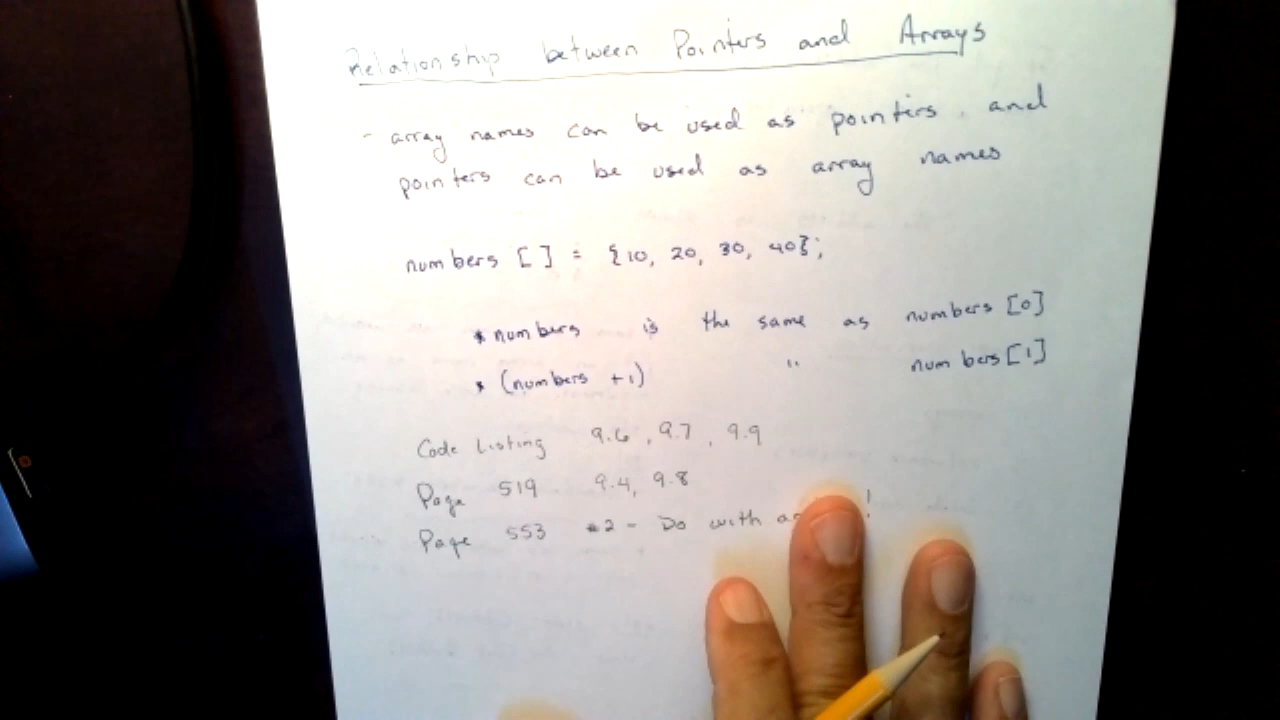 Relationship between Pointers and Arrays
- array names can be used as pointers, and
pointers can be used as array names
numbers [ ] = {10, 20, 30, 40};
* numbers is the same as numbers [0]
* (numbers +1) " numbers [1]
Code Listing 9.6, 9.7, 9.9
Page 519 9.4, 9.8
Page 553 #2 - Do with !